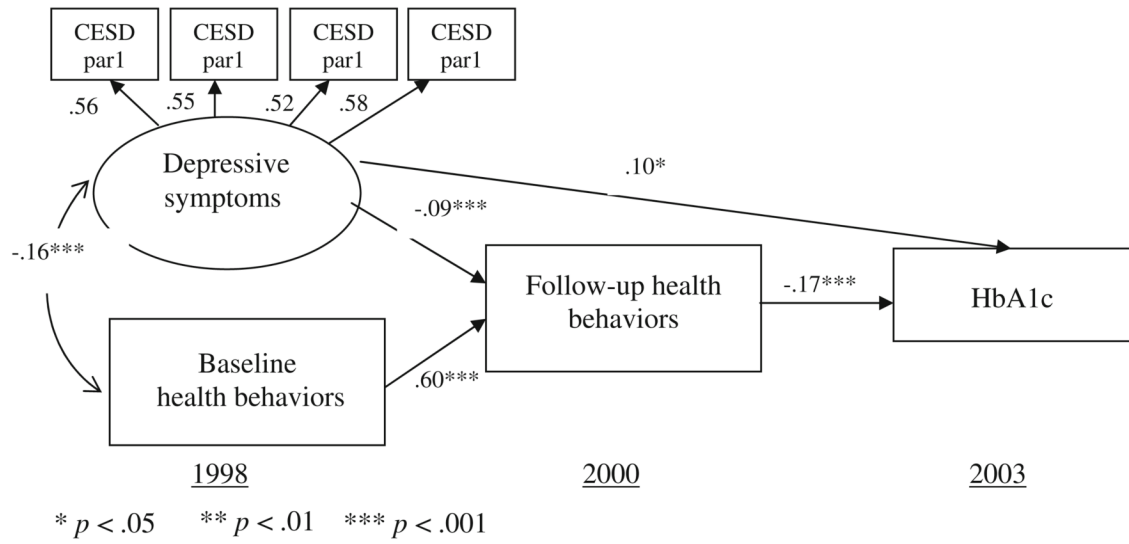 CESD
par1
CESD
par1
CESD
par1
CESD
par1
.56
.55
.52
.58
Depressive
symptoms
.10*
-.09***
-.16***
Follow-up health
behaviors
-.17***
HbA1c
Baseline
health behaviors
.60***
1998
2000
2003
* p < .05 ** p < .01 *** p < .001